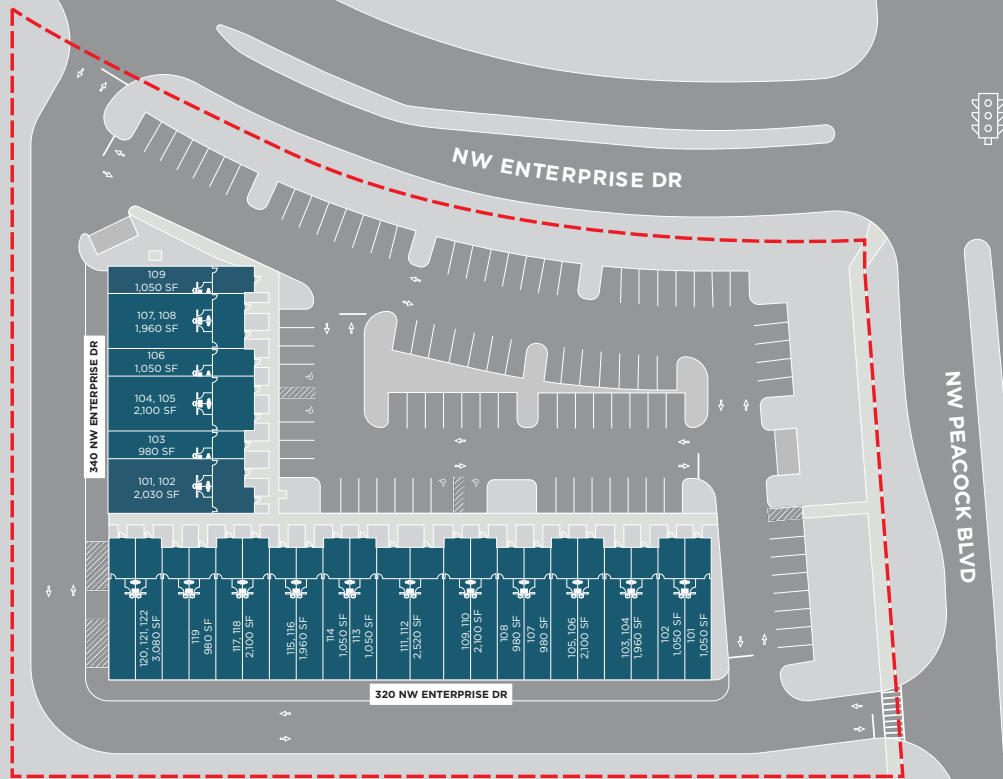 NW ENTERPRISE DR
NW PEACOCK BLVD
340 NW ENTERPRISE DR
109
1,050 SF
107, 108
1,960 SF
106
1,050 SF
104, 105
2,100 SF
103
980 SF
101, 102
2,030 SF
120, 121, 122
3,080 SF
119
980 SF
117, 118
2,100 SF
115, 116
1,960 SF
114
1,050 SF
113
1,050 SF
111, 112
2,520 SF
109, 110
2,100 SF
108
980 SF
107
980 SF
105, 106
2,100 SF
103, 104
1,960 SF
102
1,050 SF
101
1,050 SF
320 NW ENTERPRISE DR